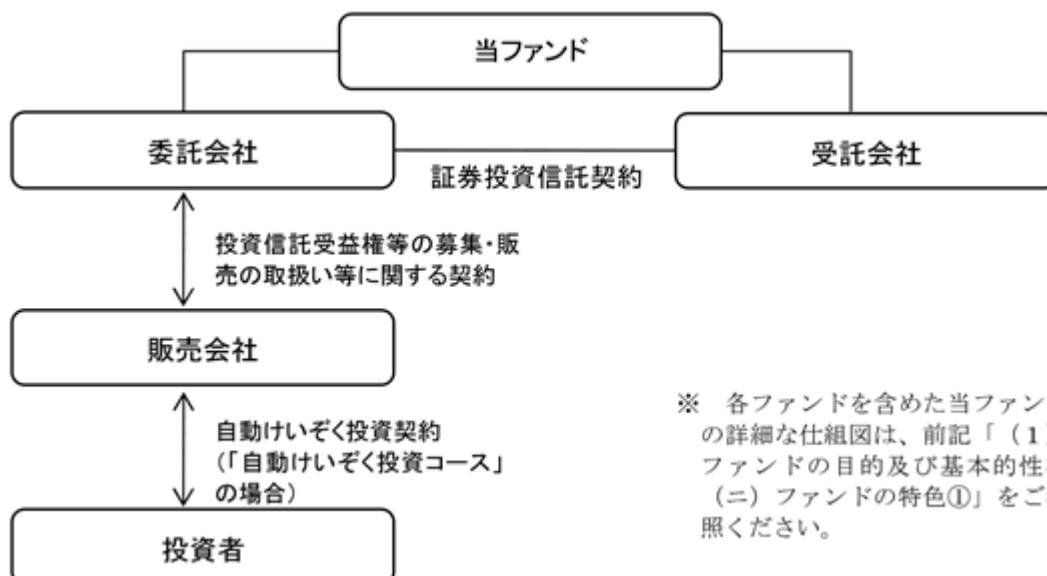 当ファンド
委託会社
受託会社
証券投資信託契約
投資信託受益権等の募集・販
売の取扱い等に関する契約
販売会社
自動けいぞく投資契約
(「自動けいぞく投資コース」
の場合)
投資者
※ 各ファンドを含めた当ファン
の詳細な仕組図は、前記「(1
ファンドの目的及び基本的性
(ニ)ファンドの特色①」をご
照ください。